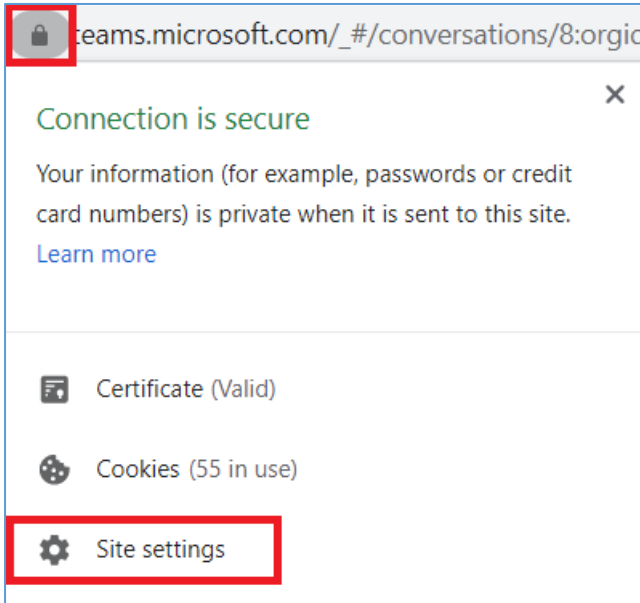 teams.microsoft.com/_#/conversations/8:orgid
Connection is secure
Your information (for example, passwords or credit
card numbers) is private when it is sent to this site.
Learn more
Certificate (Valid)
Cookies (55 in use)
Site settings